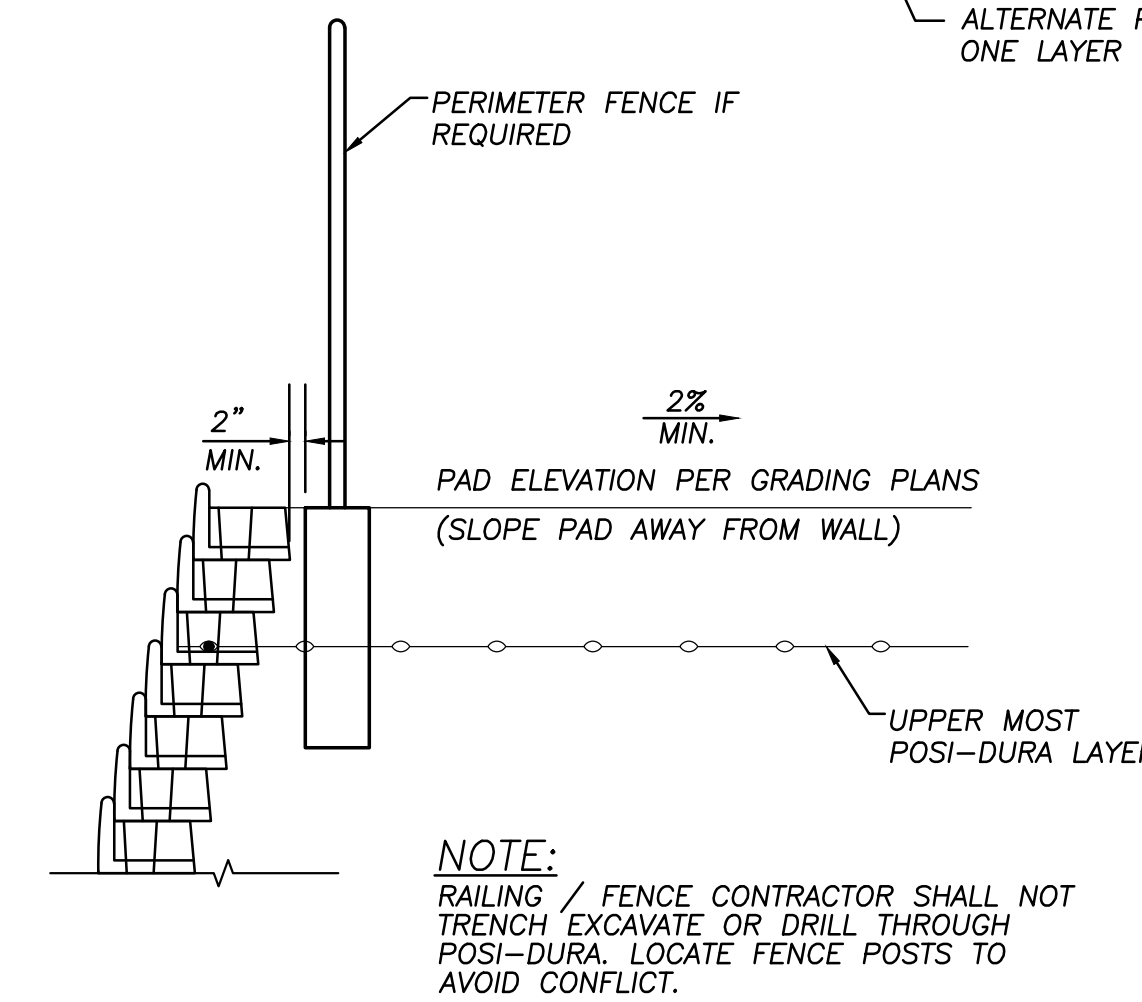 ALTERNATE
ONE LAYER
PERIMETER FENCE IF
REQUIRED
2"
MIN.
2%
MIN.
PAD ELEVATION PER GRADING PLANS
(SLOPE PAD AWAY FROM WALL)
UPPER MOST
POSI-DURA LAYER
NOTE:
RAILING / FENCE CONTRACTOR SHALL NOT
TRENCH EXCAVATE OR DRILL THROUGH
POSI-DURA. LOCATE FENCE POSTS TO
AVOID CONFLICT.